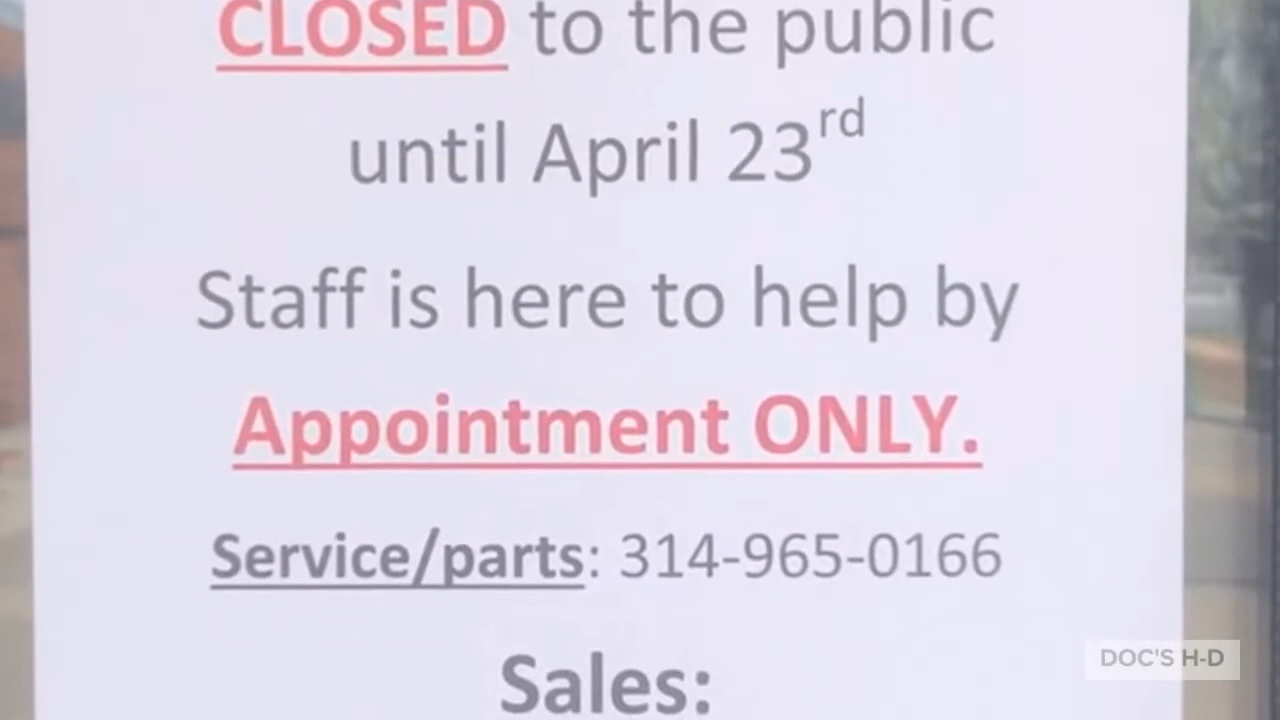 CLOSED to the public
until April 23rd
Staff is here to help by
Appointment ONLY.
Service/parts: 314-965-0166
Sales:
DOC'S H-D